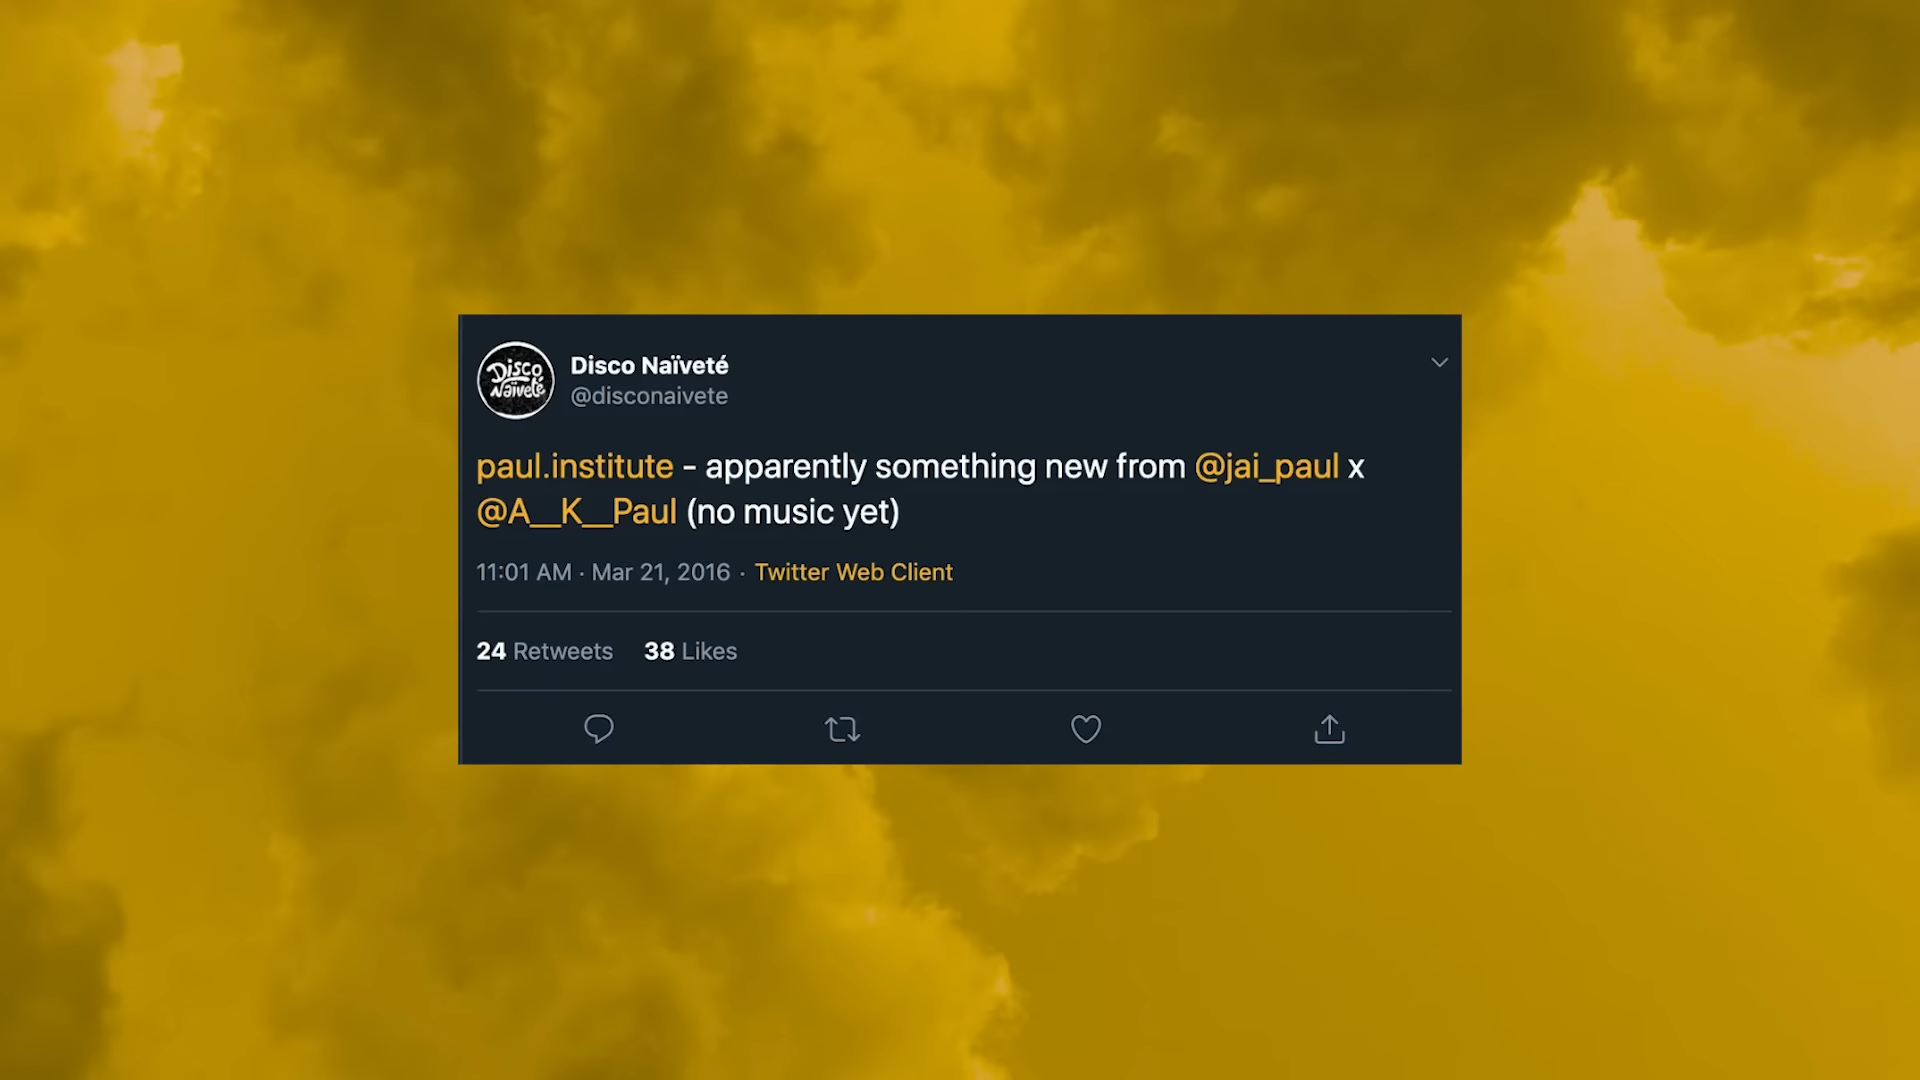 Disco
Naïveté
Disco Naïveté
@disconaivete
paul.institute - apparently something new from @jai_paul x
@A__K__Paul (no music yet)
11:01 AM · Mar 21, 2016 · Twitter Web Client
24 Retweets 38 Likes